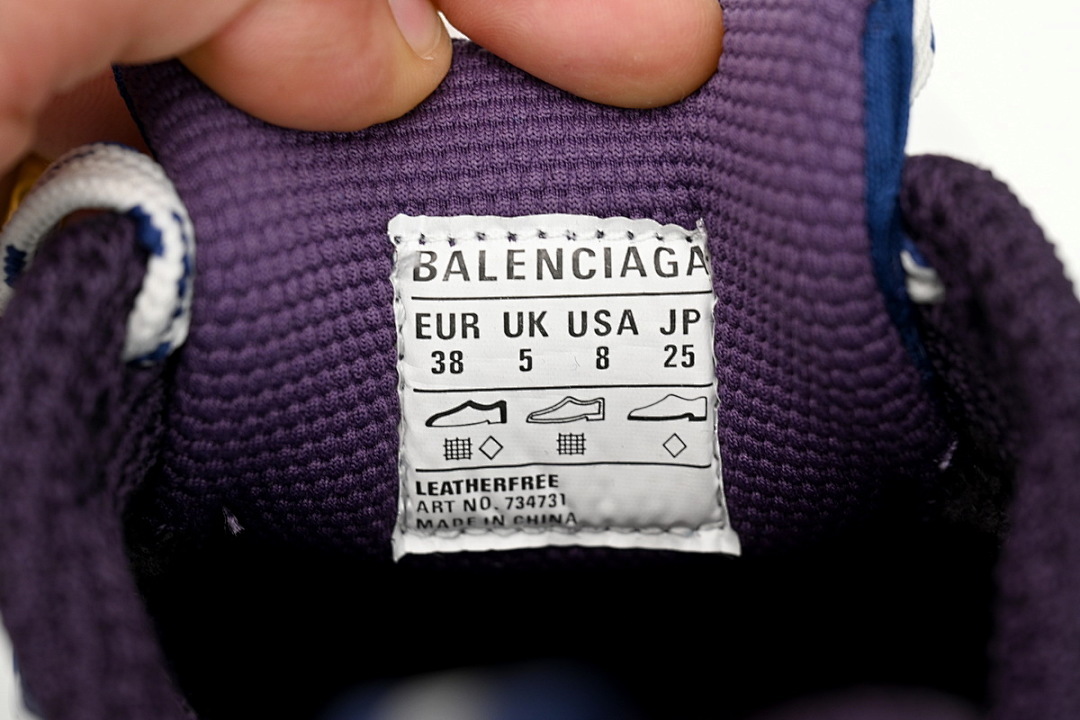 BALENCIAGA
EUR UK USA JP
38 5 8 25
LEATHERFREE
ART NO. 734731
MADE IN CHINA